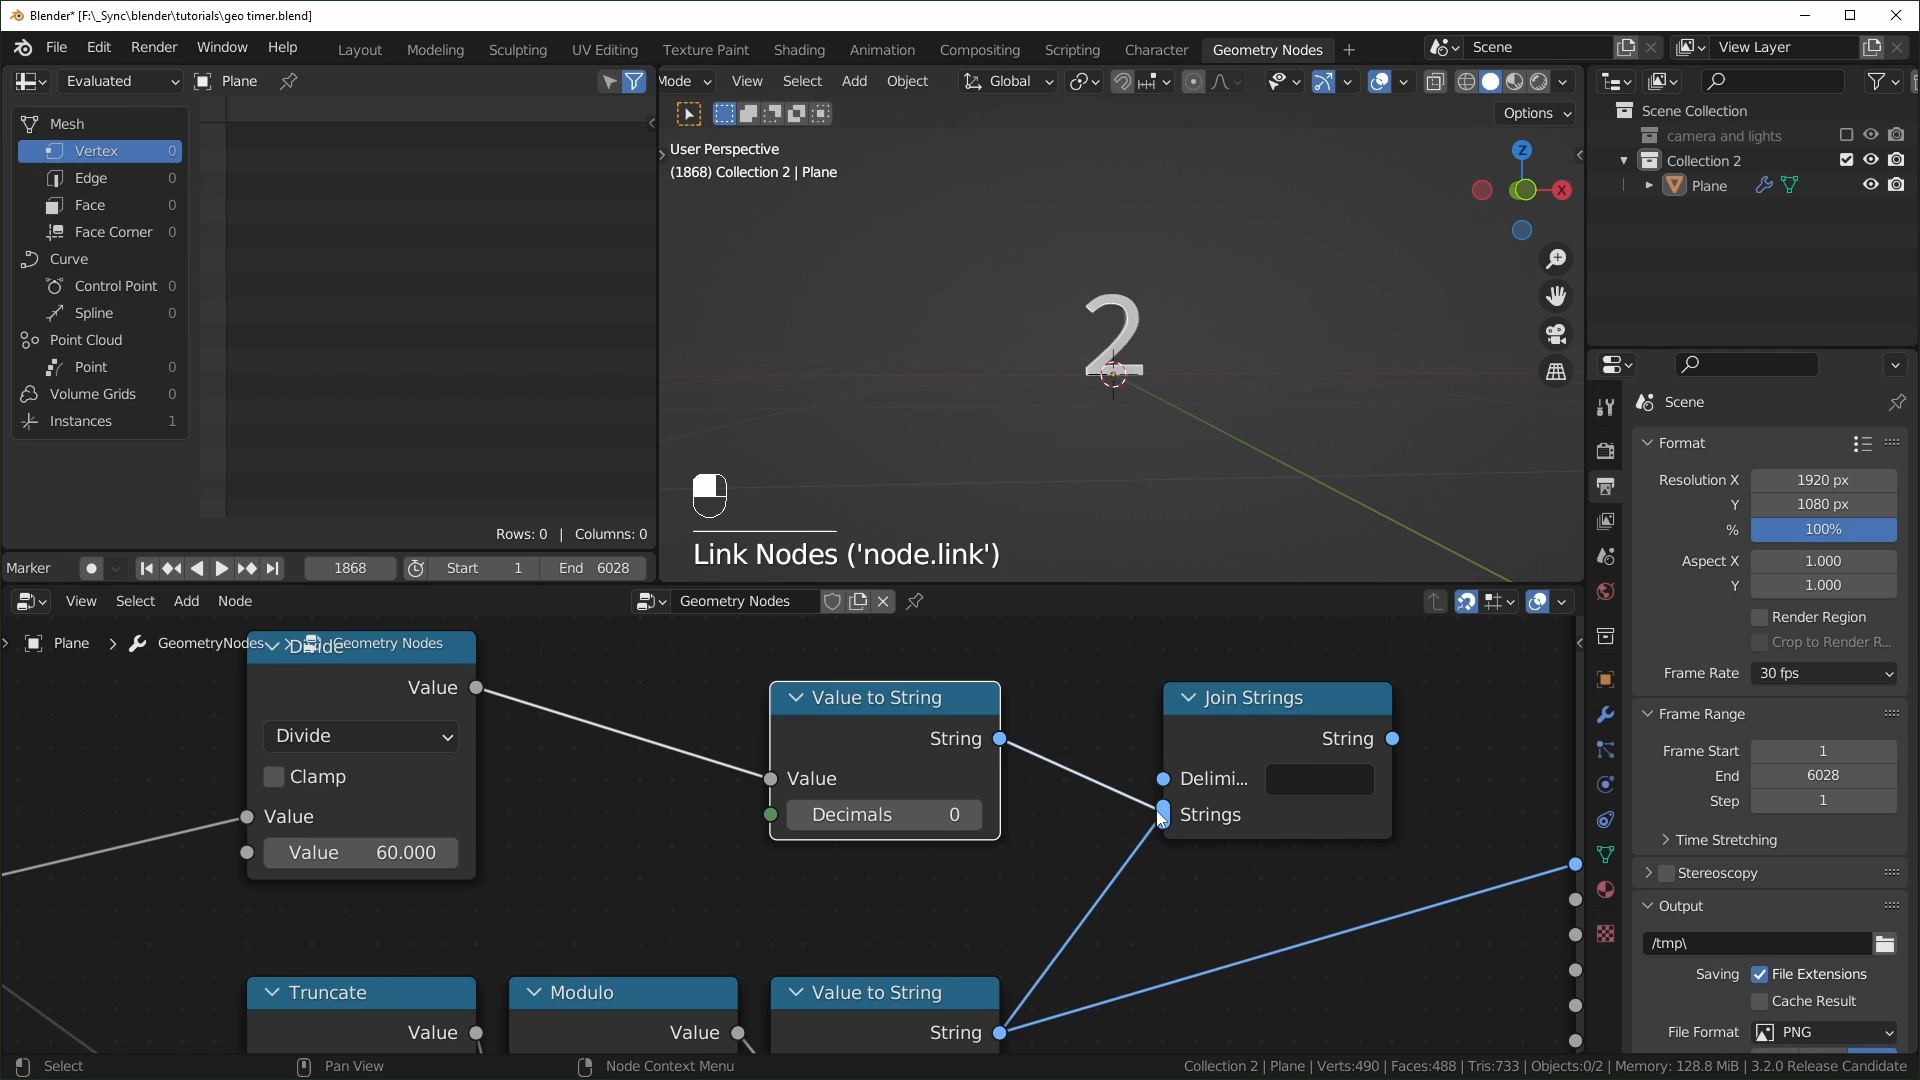 Blender* [F:\_Sync\blender\tutorials\geo timer.blend]
File Edit Render Window Help
Layout Modeling Sculpting UV Editing Texture Paint Shading Animation Compositing Scripting Character Geometry Nodes +
Scene
View Layer
Evaluated
Plane
Mode View Select Add Object Global
Options
Mesh
Vertex 0
Edge 0
Face 0
Face Corner 0
Curve
Control Point 0
Spline 0
Point Cloud
Point 0
Volume Grids 0
Instances 1
Rows: 0 | Columns: 0
User Perspective
(1868) Collection 2 | Plane
Z
X
2
Link Nodes ('node.link')
Scene Collection
camera and lights
Collection 2
Plane
Scene
Format
Resolution X 1920 px
Y 1080 px
% 100%
Aspect X 1.000
Y 1.000
Render Region
Crop to Render R...
Frame Rate 30 fps
Frame Range
Frame Start 1
End 6028
Step 1
Time Stretching
Stereoscopy
Output
/tmp\
Saving File Extensions
Cache Result
File Format PNG
Marker 1868 Start 1 End 6028
View Select Add Node
Geometry Nodes
Plane > GeometryNodes > Geometry Nodes
Divide
Value
Divide
Clamp
Value
Value 60.000
Value to String
String
Value
Decimals 0
Join Strings
String
Delimi...
Strings
Truncate
Value
Modulo
Value
Value to String
String
Select
Pan View
Node Context Menu
Collection 2 | Plane | Verts:490 | Faces:488 | Tris:733 | Objects:0/2 | Memory: 128.8 MiB | 3.2.0 Release Candidate